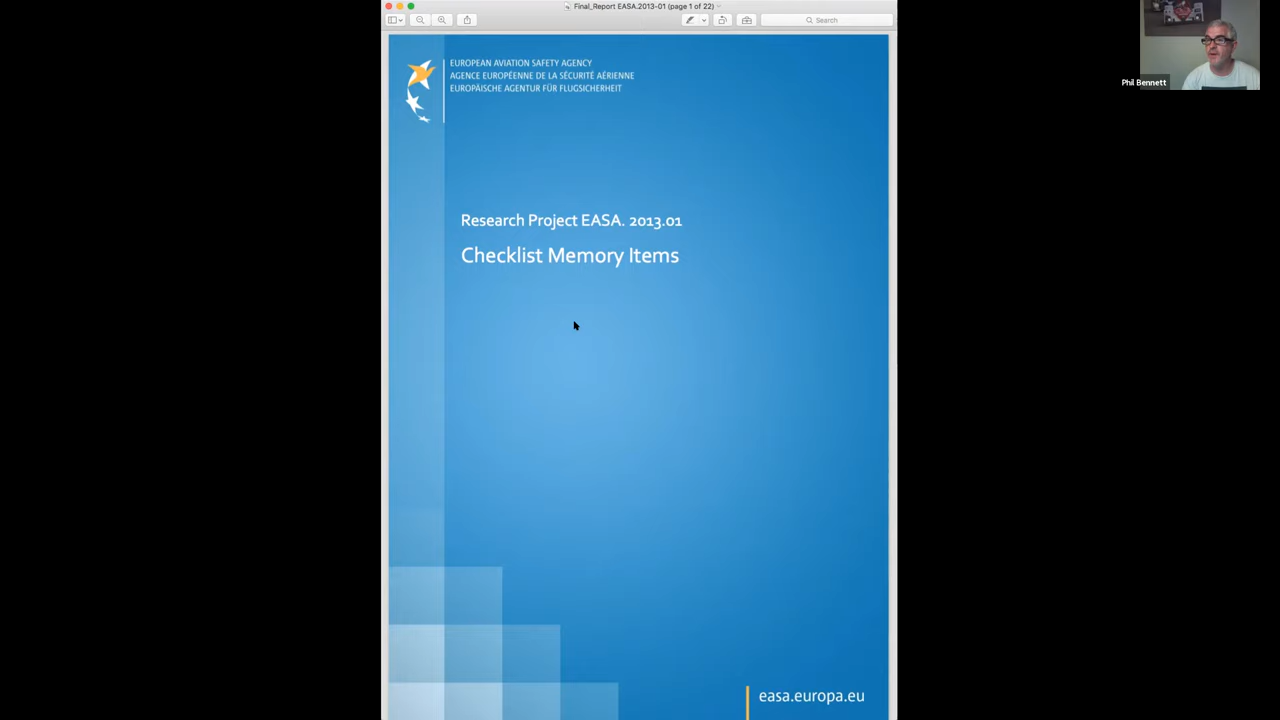 Final_Report EASA.2013-01 (page 1 of 22)
Search
Phil Bennett
EUROPEAN AVIATION SAFETY AGENCY
AGENCE EUROPÉENNE DE LA SÉCURITÉ AÉRIENNE
EUROPÄISCHE AGENTUR FÜR FLUGSICHERHEIT
Research Project EASA. 2013.01
Checklist Memory Items
easa.europa.eu